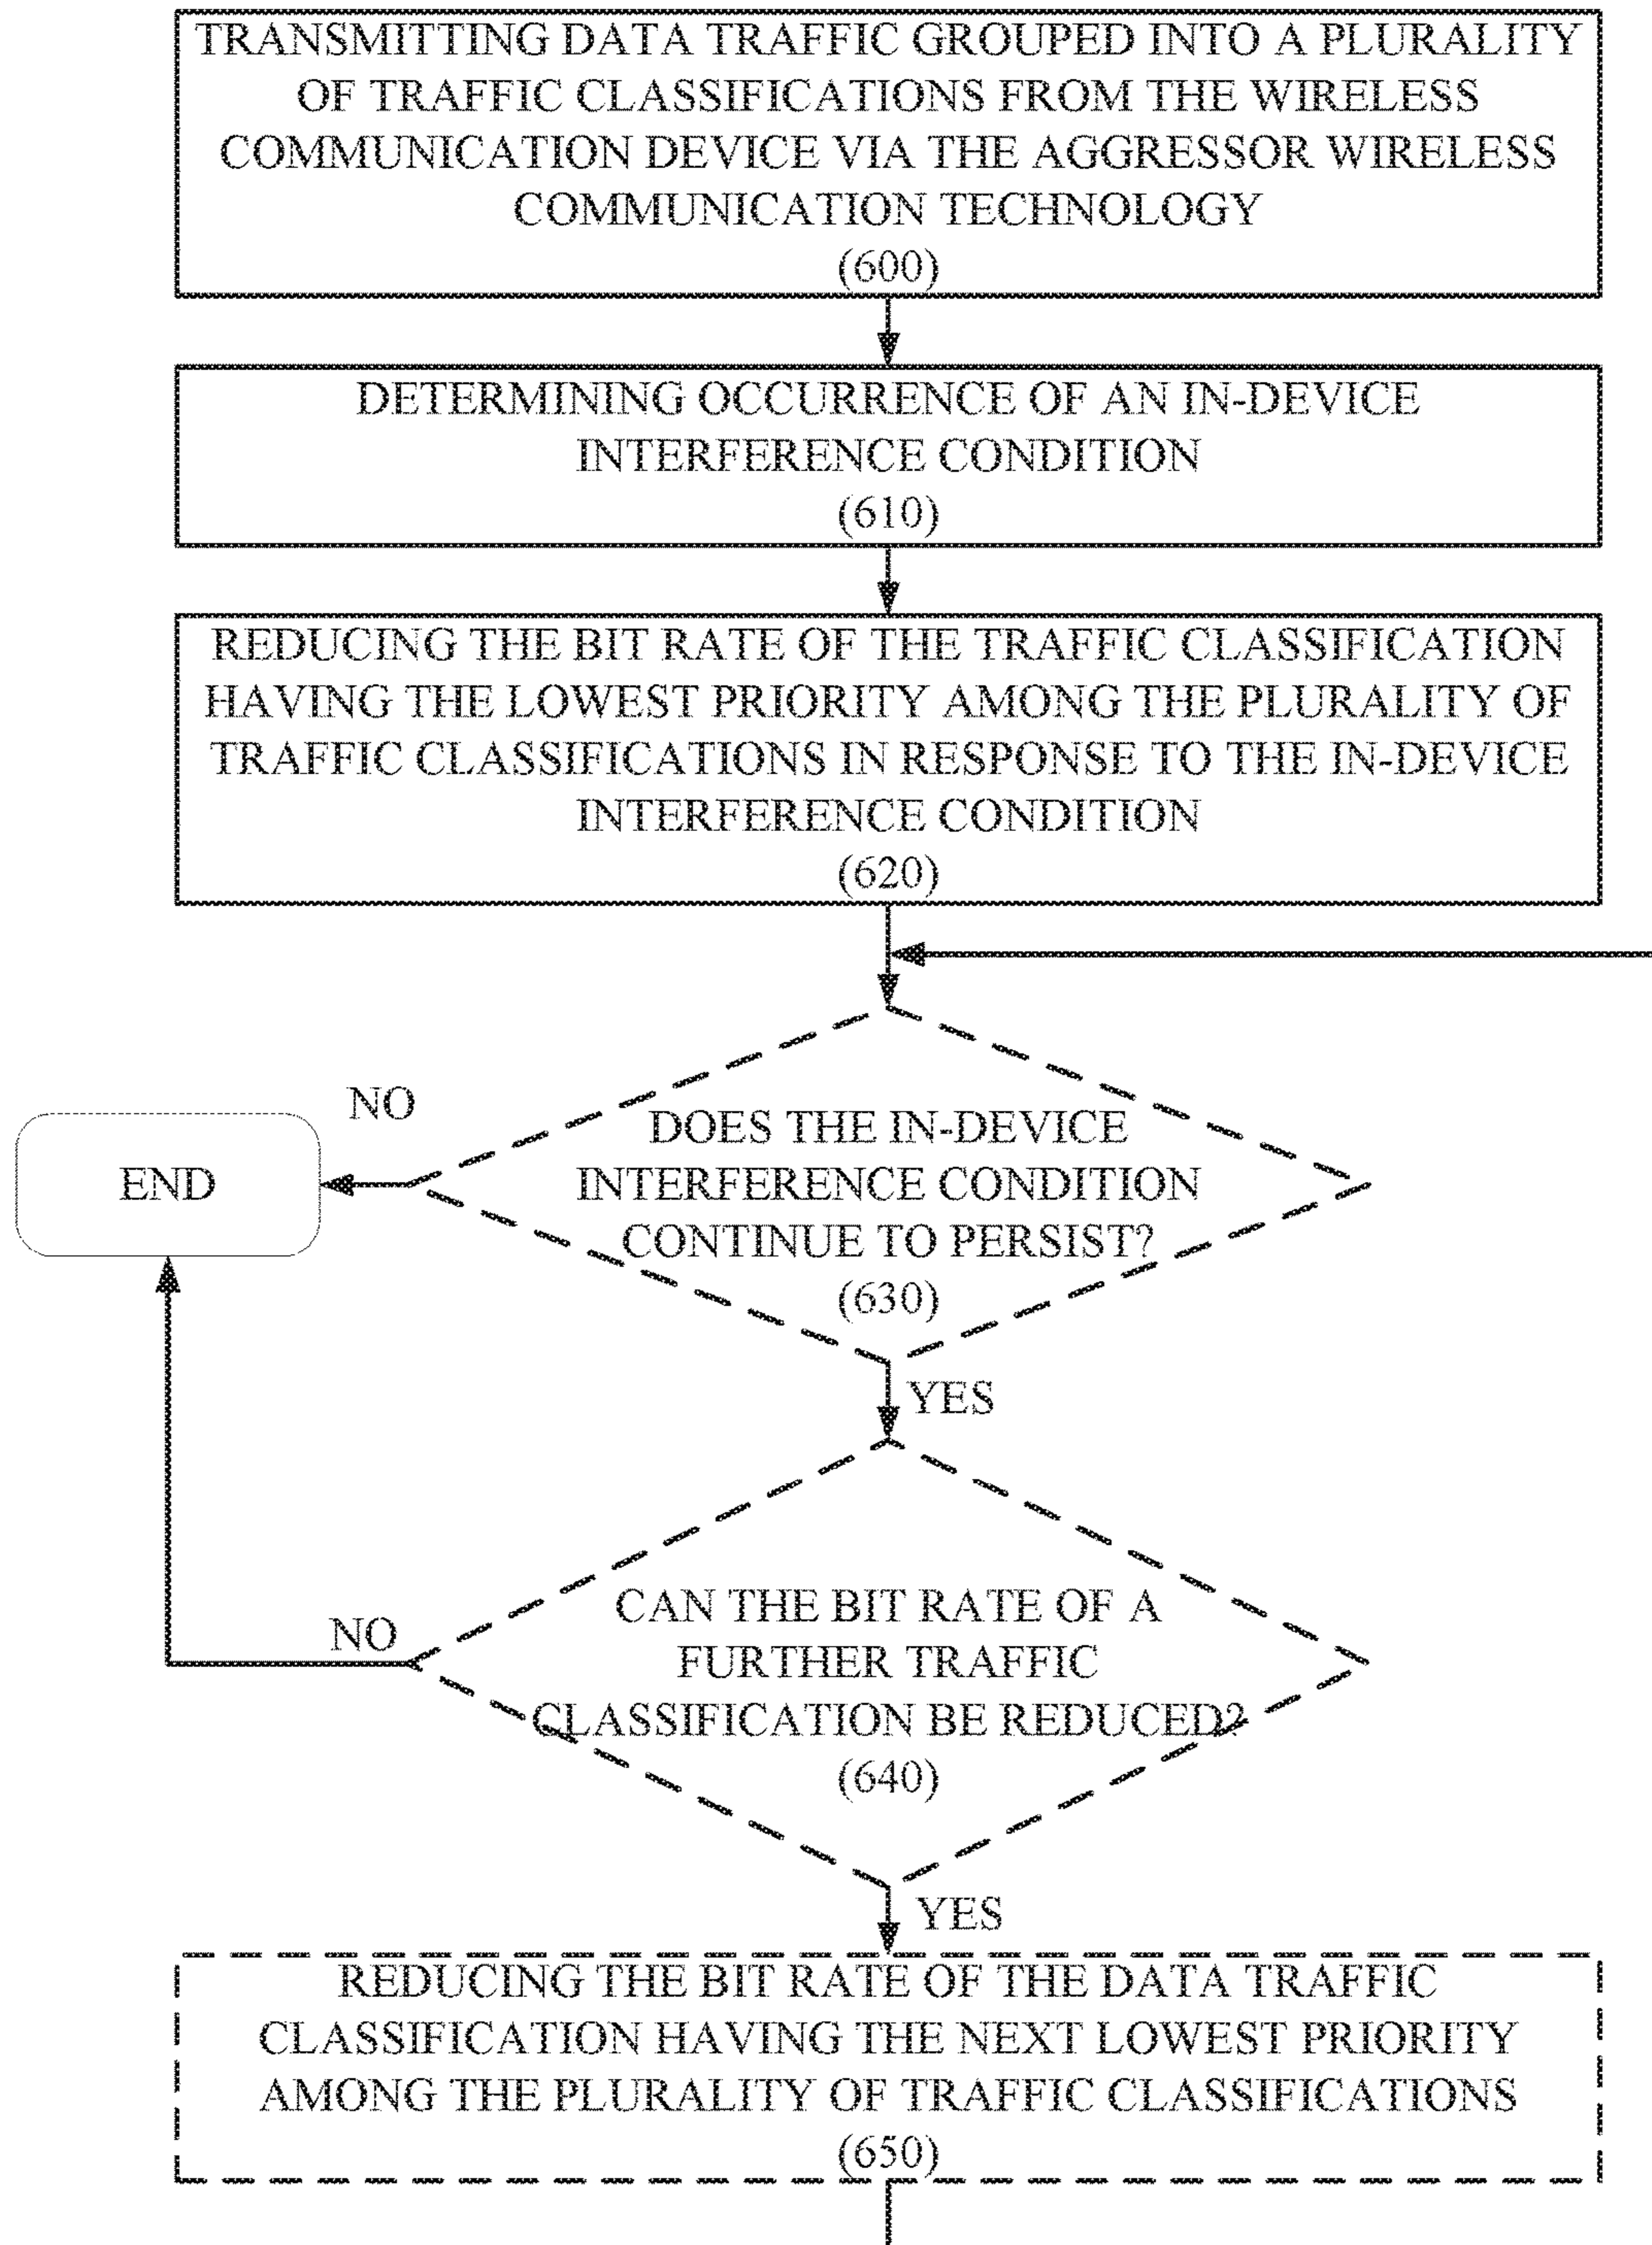 TRANSMITTING DATA TRAFFIC GROUPED INTO A PLURALITY
OF TRAFFIC CLASSIFICATIONS FROM THE WIRELESS
COMMUNICATION DEVICE VIA THE AGGRESSOR WIRELESS
COMMUNICATION TECHNOLOGY
(600)
DETERMINING OCCURRENCE OF AN IN-DEVICE
INTERFERENCE CONDITION
(610)
REDUCING THE BIT RATE OF THE TRAFFIC CLASSIFICATION
HAVING THE LOWEST PRIORITY AMONG THE PLURALITY OF
TRAFFIC CLASSIFICATIONS IN RESPONSE TO THE IN-DEVICE
INTERFERENCE CONDITION
(620)
NO
END
DOES THE IN-DEVICE
INTERFERENCE CONDITION
CONTINUE TO PERSIST?
(630)
YES
NO
CAN THE BIT RATE OF A
FURTHER TRAFFIC
CLASSIFICATION BE REDUCED?
(640)
YES
REDUCING THE BIT RATE OF THE DATA TRAFFIC
CLASSIFICATION HAVING THE NEXT LOWEST PRIORITY
AMONG THE PLURALITY OF TRAFFIC CLASSIFICATIONS
(650)